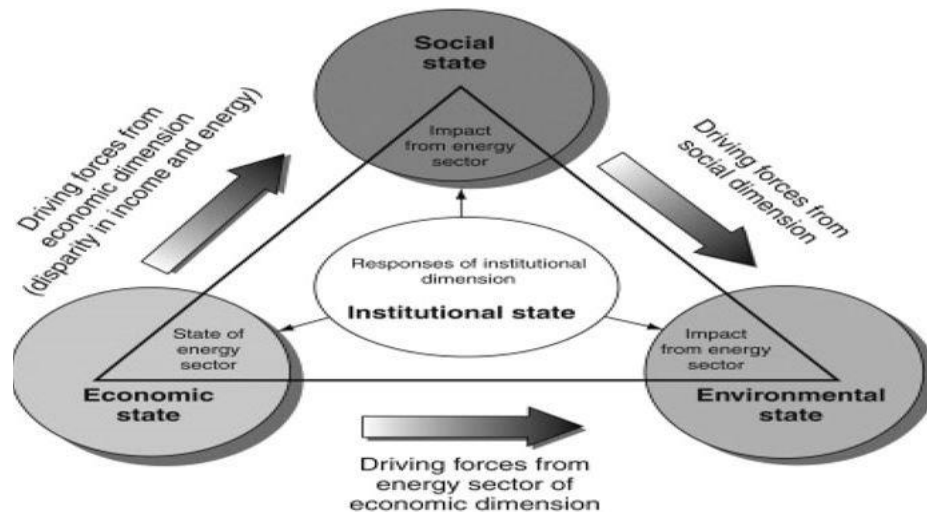 Social
state
Impact
from energy
sector
Driving forces from
economic dimension
(disparity in income and energy)
Driving forces from
social dimension
Responses of institutional
dimension
Institutional state
State of
energy
sector
Economic
state
Impact
from energy
sector
Environmental
state
Driving forces from
energy sector of
economic dimension